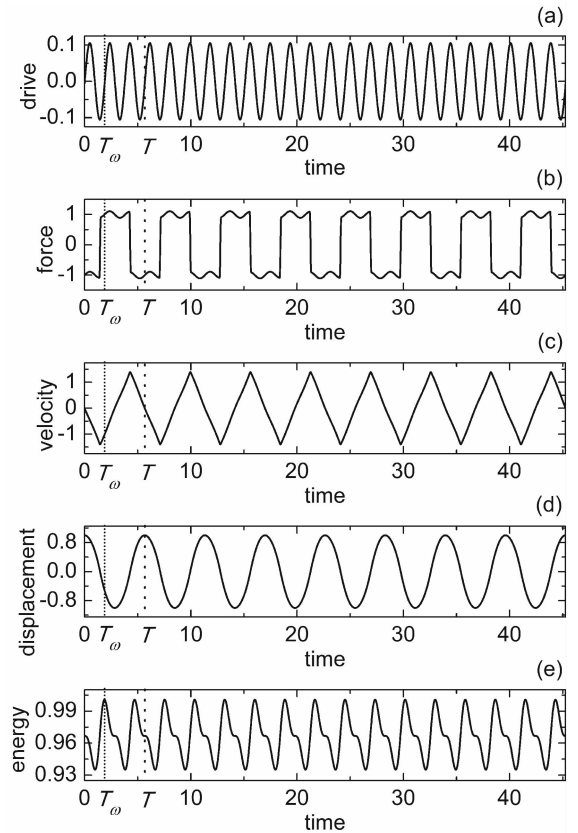 (a)
drive
0.1
0.0
-0.1
0 Tω T 10 20 30 40
time
(b)
force
1
0
-1
0 Tω T 10 20 30 40
time
(c)
velocity
1
0
-1
0 Tω T 10 20 30 40
time
(d)
displacement
0.8
0.0
-0.8
0 Tω T 10 20 30 40
time
(e)
energy
0.99
0.96
0.93
0 Tω T 10 20 30 40
time